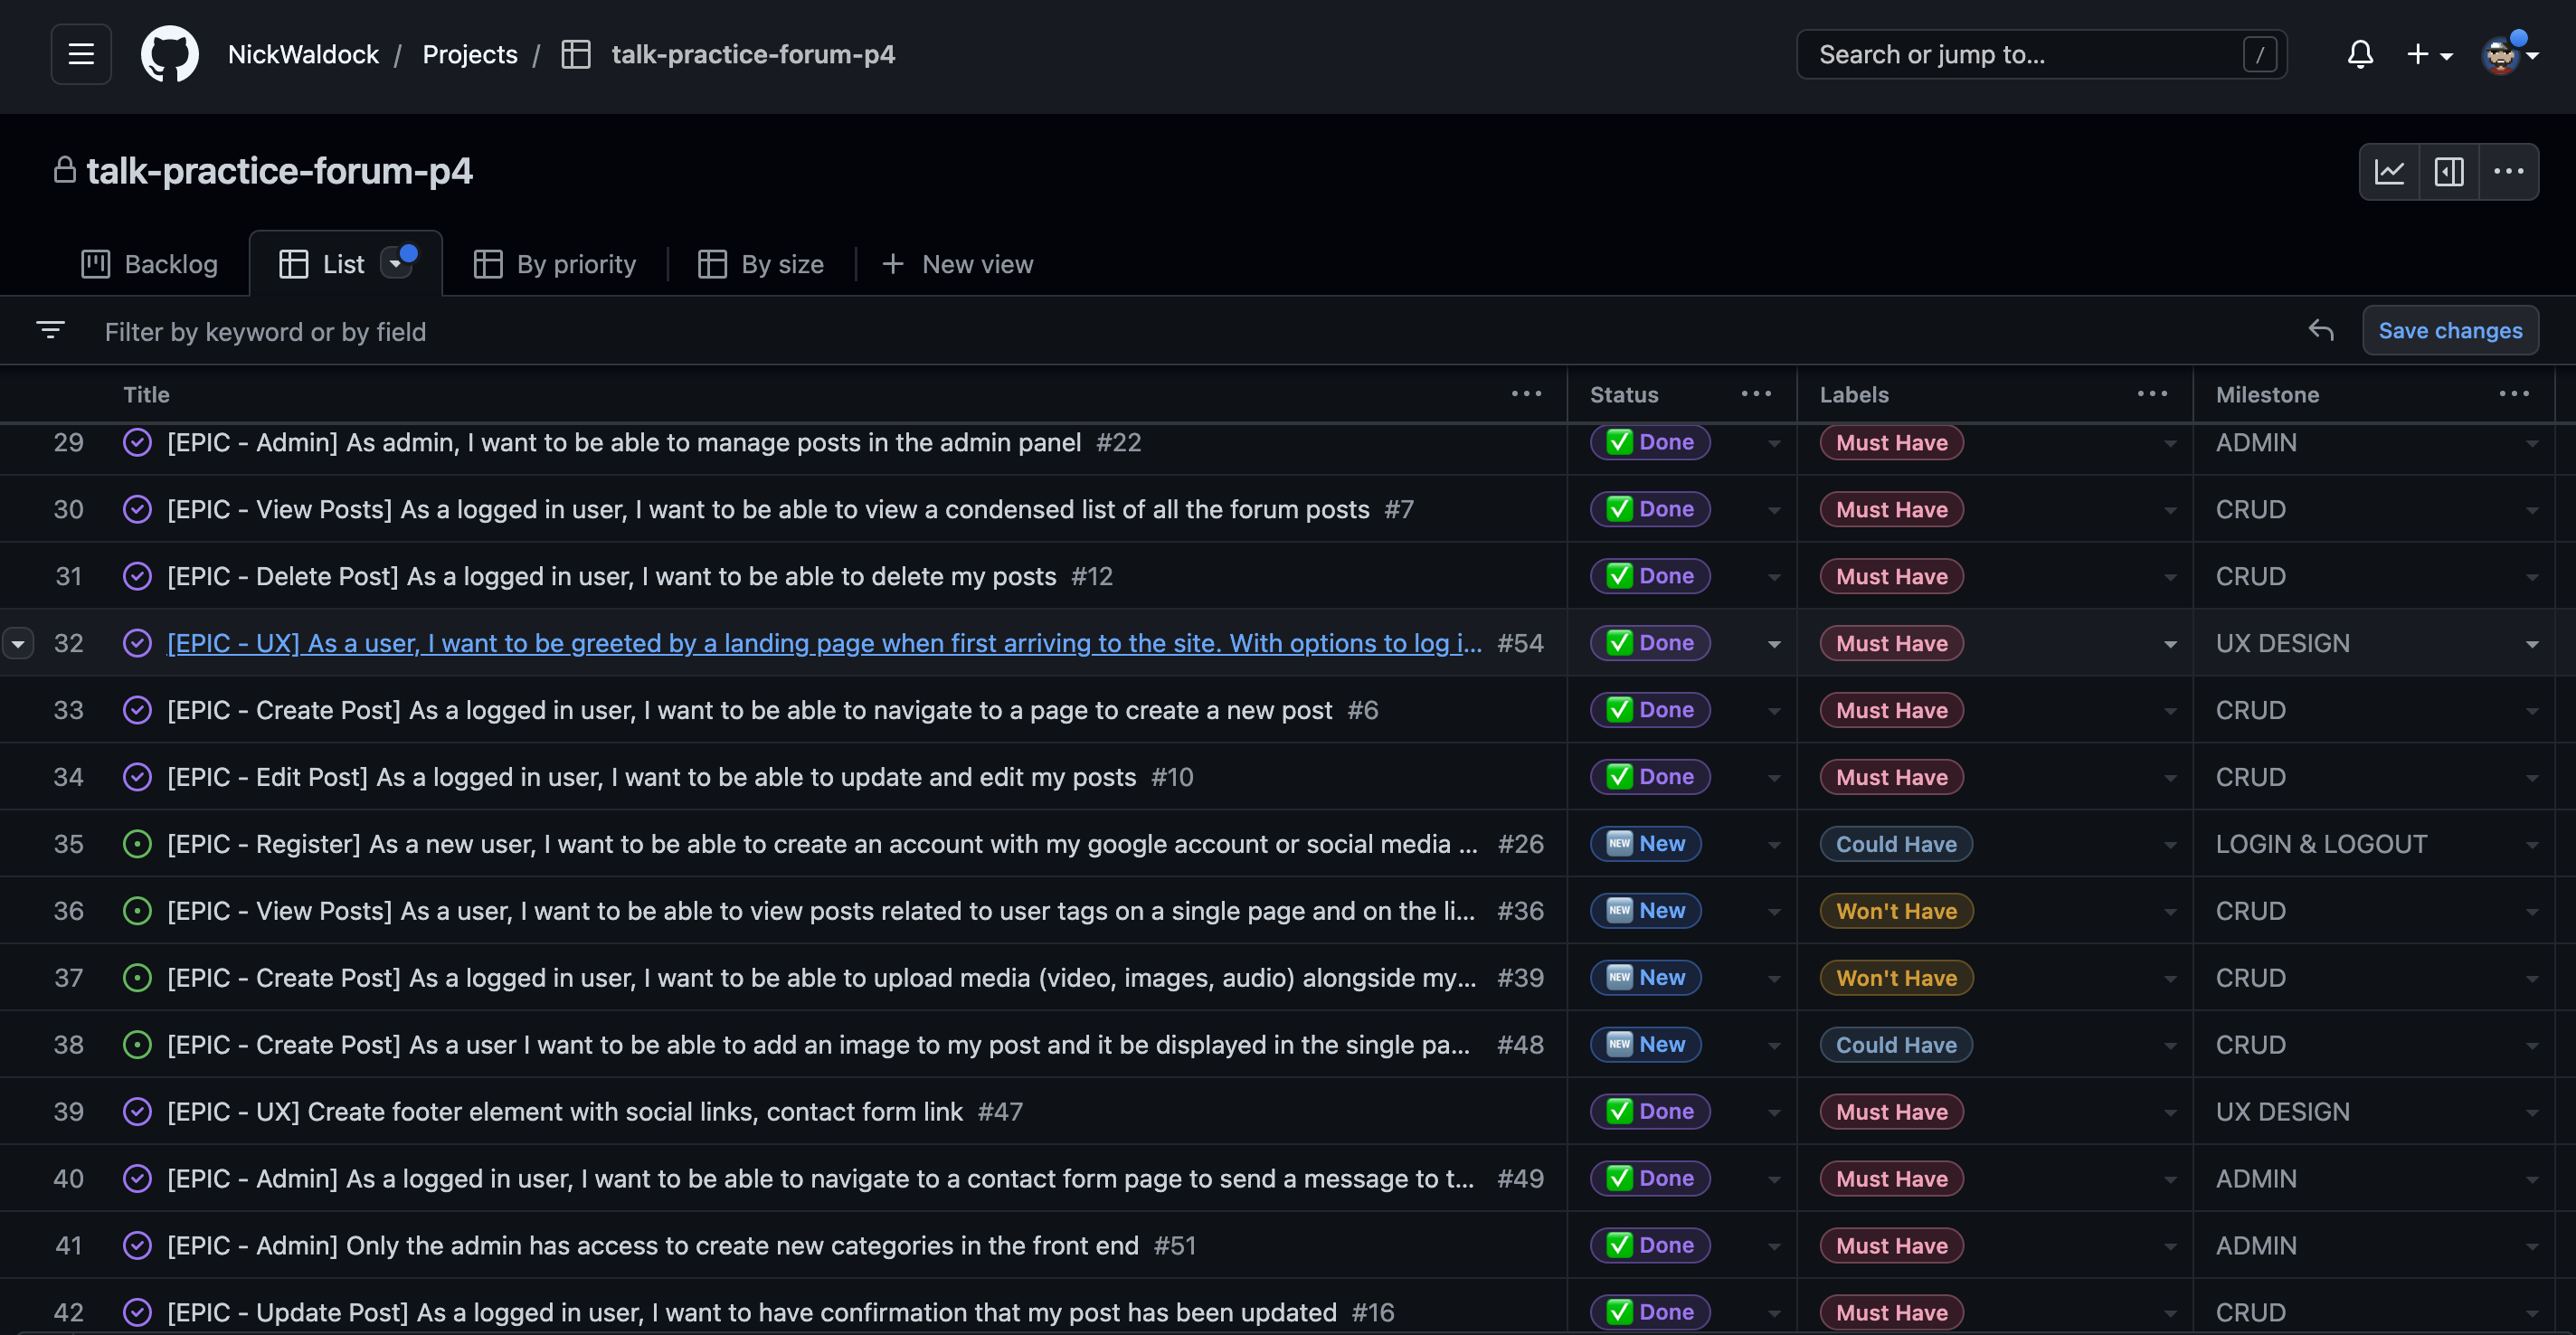 NickWaldock / Projects / talk-practice-forum-p4 Search or jump to... /
talk-practice-forum-p4
Backlog List By priority By size New view
Filter by keyword or by field Save changes
Title Status Labels Milestone
29 [EPIC - Admin] As admin, I want to be able to manage posts in the admin panel #22 Done Must Have ADMIN
30 [EPIC - View Posts] As a logged in user, I want to be able to view a condensed list of all the forum posts #7 Done Must Have CRUD
31 [EPIC - Delete Post] As a logged in user, I want to be able to delete my posts #12 Done Must Have CRUD
32 [EPIC - UX] As a user, I want to be greeted by a landing page when first arriving to the site. With options to log i... #54 Done Must Have UX DESIGN
33 [EPIC - Create Post] As a logged in user, I want to be able to navigate to a page to create a new post #6 Done Must Have CRUD
34 [EPIC - Edit Post] As a logged in user, I want to be able to update and edit my posts #10 Done Must Have CRUD
35 [EPIC - Register] As a new user, I want to be able to create an account with my google account or social media ... #26 NEW New Could Have LOGIN & LOGOUT
36 [EPIC - View Posts] As a user, I want to be able to view posts related to user tags on a single page and on the li... #36 NEW New Won't Have CRUD
37 [EPIC - Create Post] As a logged in user, I want to be able to upload media (video, images, audio) alongside my... #39 NEW New Won't Have CRUD
38 [EPIC - Create Post] As a user I want to be able to add an image to my post and it be displayed in the single pa... #48 NEW New Could Have CRUD
39 [EPIC - UX] Create footer element with social links, contact form link #47 Done Must Have UX DESIGN
40 [EPIC - Admin] As a logged in user, I want to be able to navigate to a contact form page to send a message to t... #49 Done Must Have ADMIN
41 [EPIC - Admin] Only the admin has access to create new categories in the front end #51 Done Must Have ADMIN
42 [EPIC - Update Post] As a logged in user, I want to have confirmation that my post has been updated #16 Done Must Have CRUD